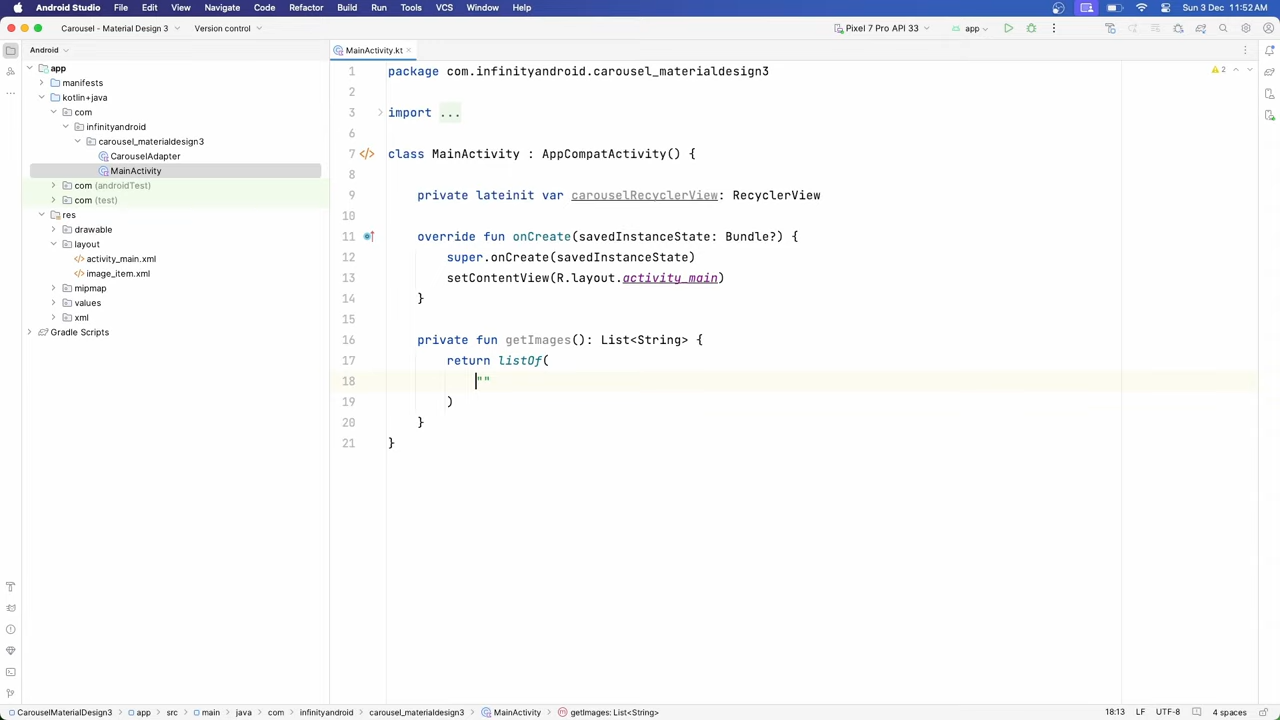 Android Studio File Edit View Navigate Code Refactor Build Run Tools Git Window Help Sun 3 Dec 11:52 AM
Carousel - Material Design 3 Version control Pixel 7 Pro API 33 app
Android
MainActivity.kt
app
manifests
kotlin+java
com
infinityandroid
carousel_materialdesign3
CarouselAdapter
MainActivity
com (androidTest)
com (test)
res
drawable
layout
activity_main.xml
image_item.xml
mipmap
values
xml
Gradle Scripts
2
1 package com.infinityandroid.carousel_materialdesign3
2
3 import ...
6
7 class MainActivity : AppCompatActivity() {
8
9 private lateinit var carouselRecyclerView: RecyclerView
10
11 override fun onCreate(savedInstanceState: Bundle?) {
12 super.onCreate(savedInstanceState)
13 setContentView(R.layout.activity_main)
14 }
15
16 private fun getImages(): List<String> {
17 return listOf(
18 ""
19 )
20 }
21 }
CarouselMaterialDesign3 app src main java com infinityandroid carousel_materialdesign3 MainActivity getImages: List<String> 18:13 LF UTF-8 4 spaces